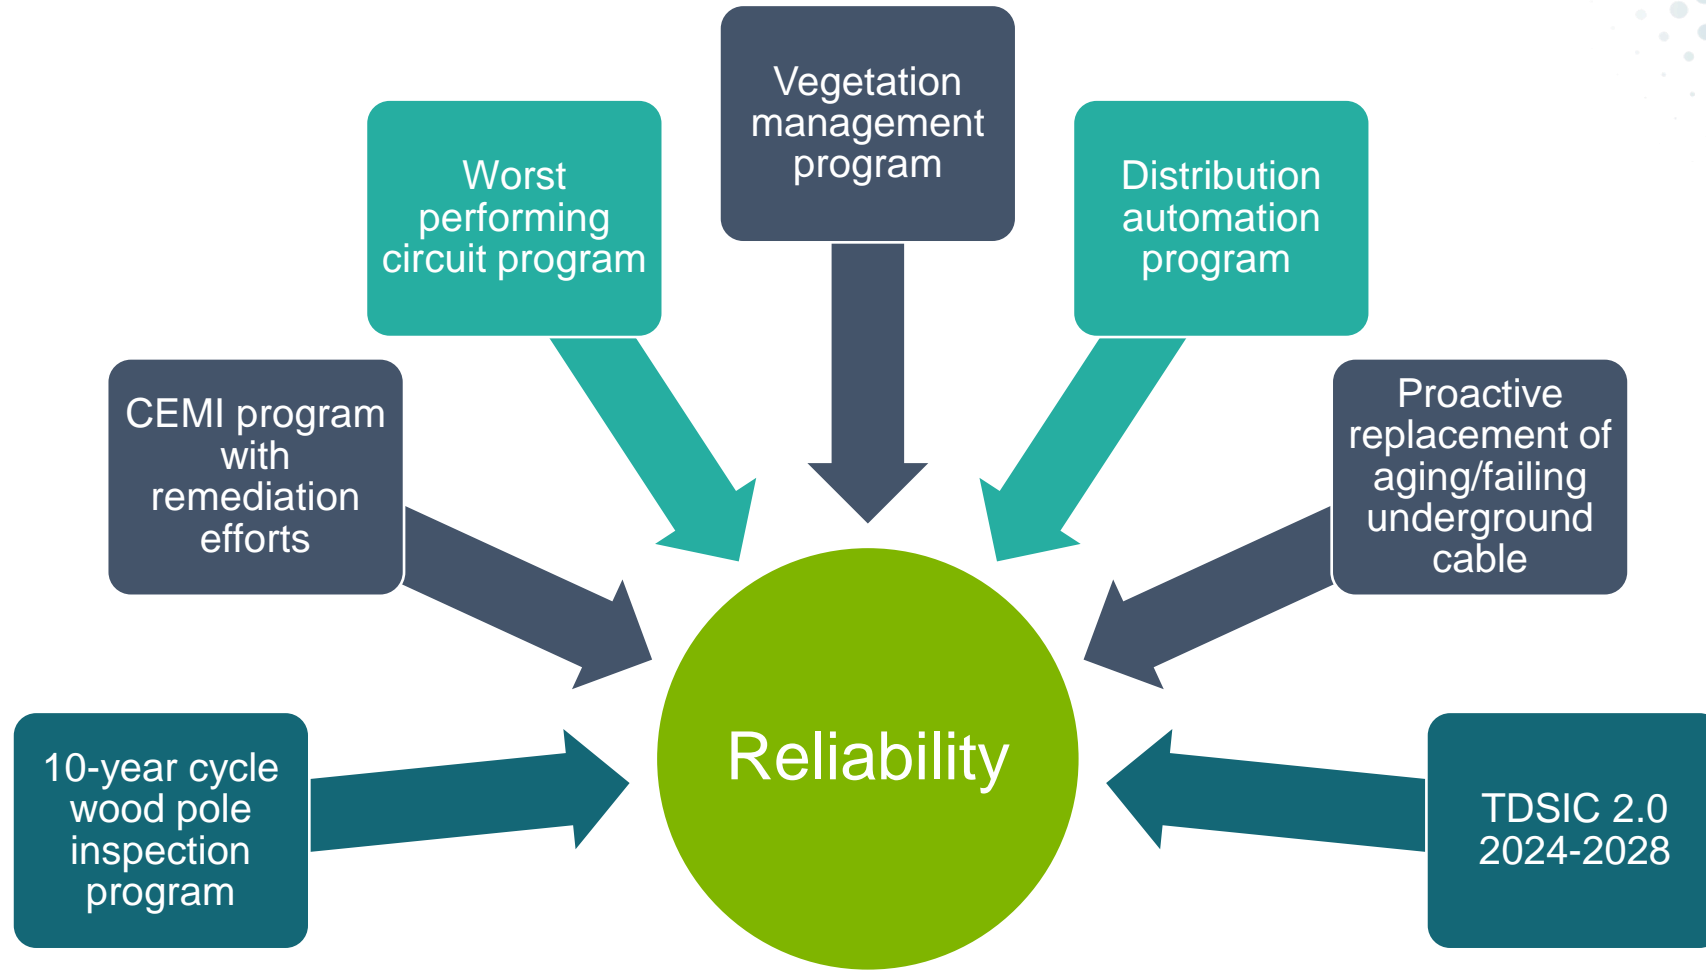 Vegetation
management
program
Worst
performing
circuit program
Distribution
automation
program
CEMI program
with
remediation
efforts
Proactive
replacement of
aging/failing
underground
cable
10-year cycle
wood pole
inspection
program
Reliability
TDSIC 2.0
2024-2028